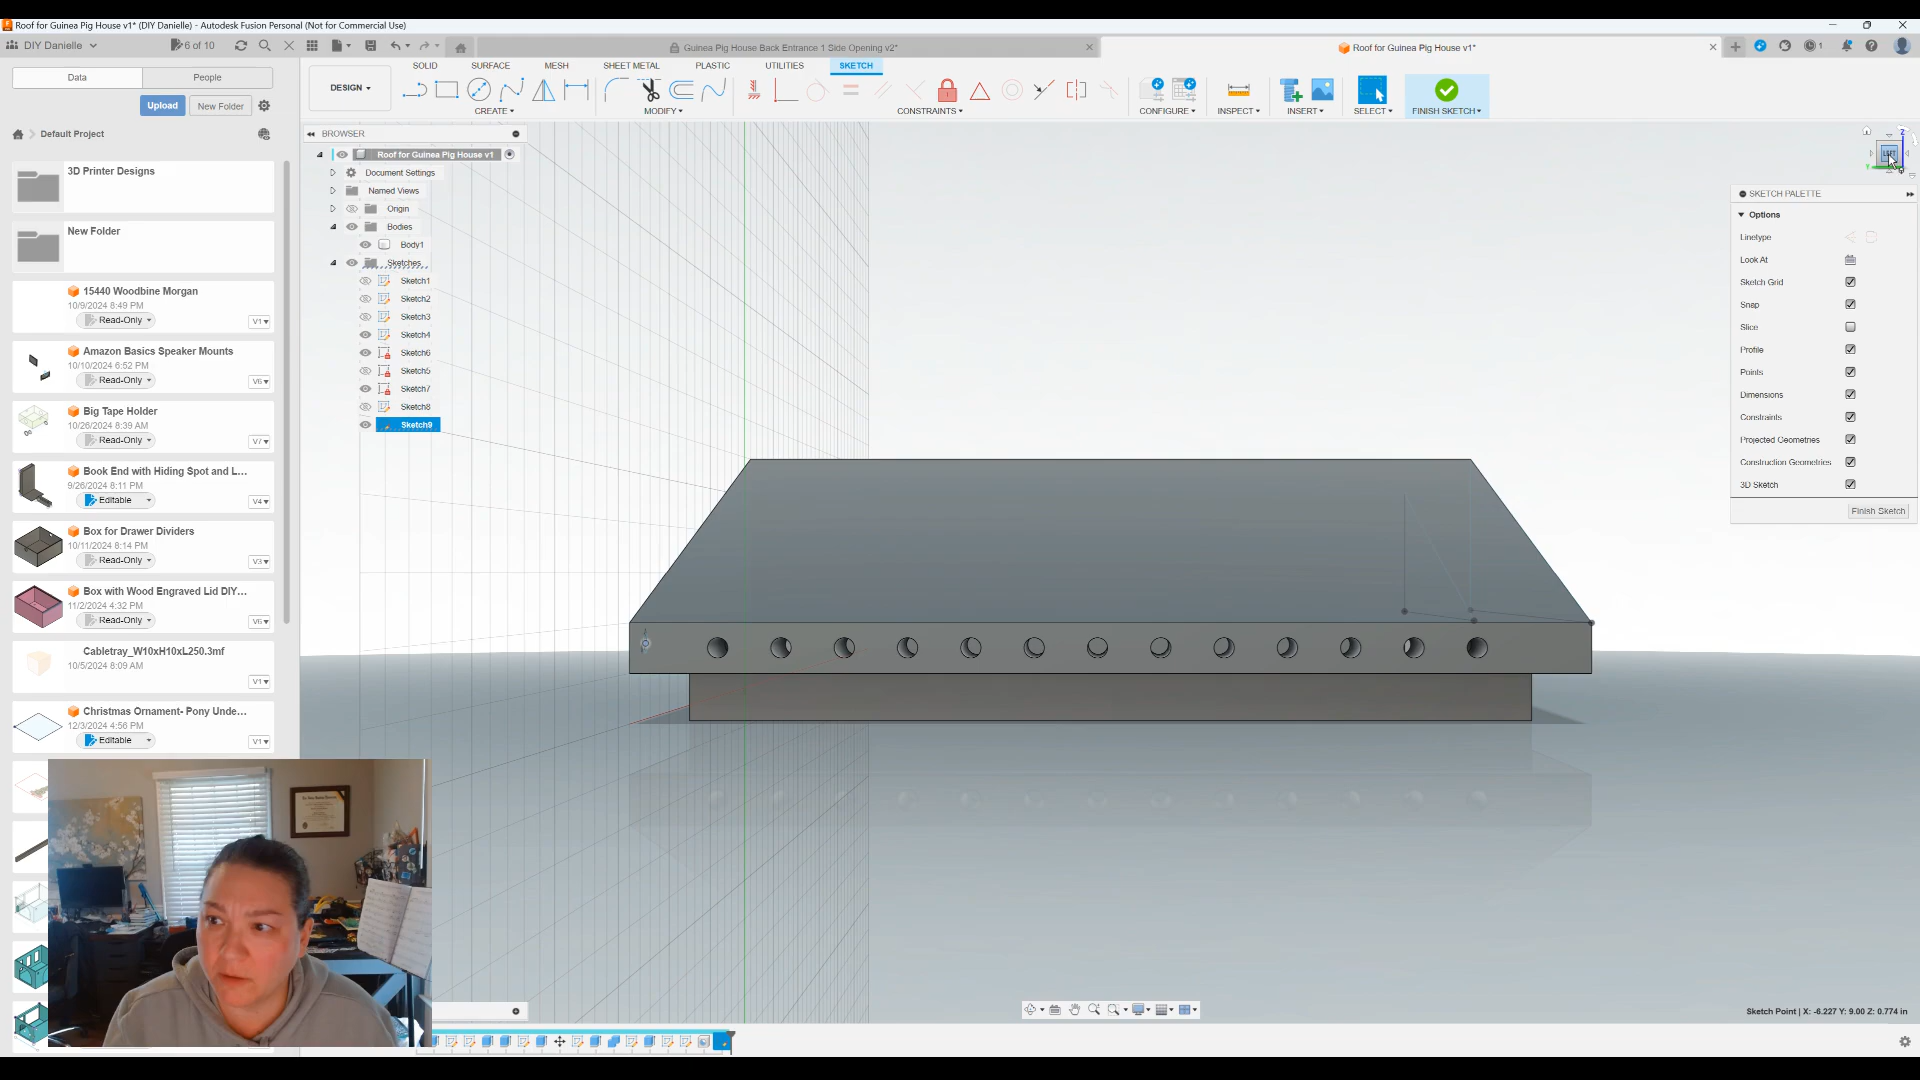 Roof for Guinea Pig House v1* (DIY Danielle) - Autodesk Fusion Personal (Not for Commercial Use)
DIY Danielle
6 of 10
Guinea Pig House Back Entrance 1 Side Opening v2*
Roof for Guinea Pig House v1*
1
Data
People
SOLID
SURFACE
MESH
SHEET METAL
PLASTIC
UTILITIES
SKETCH
DESIGN
Upload
New Folder
CREATE
MODIFY
CONSTRAINTS
CONFIGURE
INSPECT
INSERT
SELECT
FINISH SKETCH
Default Project
BROWSER
Roof for Guinea Pig House v1
Document Settings
Named Views
Origin
Bodies
Body1
Sketches
Sketch1
Sketch2
Sketch3
Sketch4
Sketch6
Sketch5
Sketch7
Sketch8
Sketch9
3D Printer Designs
New Folder
15440 Woodbine Morgan
10/9/2024 8:49 PM
Read-Only
V1
Amazon Basics Speaker Mounts
10/10/2024 6:52 PM
Read-Only
V6
Big Tape Holder
10/26/2024 8:39 AM
Read-Only
V7
Book End with Hiding Spot and L...
9/26/2024 8:11 PM
Editable
V4
Box for Drawer Dividers
10/11/2024 8:14 PM
Read-Only
V3
Box with Wood Engraved Lid DIY...
11/2/2024 4:32 PM
Read-Only
V6
Cabletray_W10xH10xL250.3mf
10/5/2024 8:09 AM
V1
Christmas Ornament- Pony Unde...
12/3/2024 4:56 PM
Editable
V1
Z
LEFT
Y
SKETCH PALETTE
Options
Linetype
Look At
Sketch Grid
Snap
Slice
Profile
Points
Dimensions
Constraints
Projected Geometries
Construction Geometries
3D Sketch
Finish Sketch
Sketch Point | X: -6.227 Y: 9.00 Z: 0.774 in